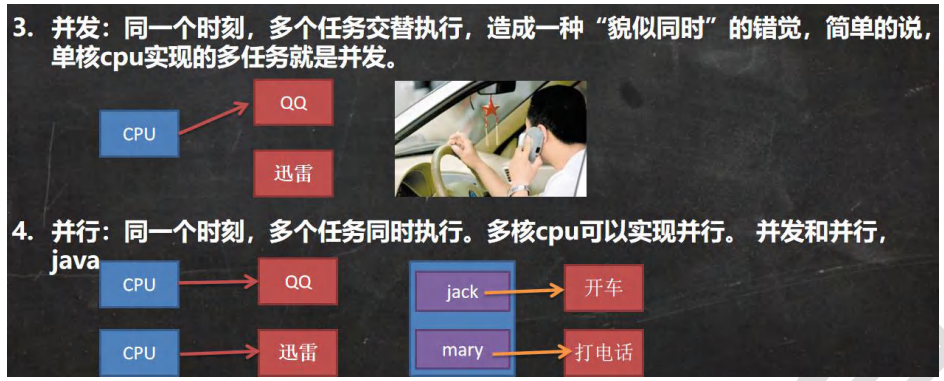 3. 并发：同一个时刻，多个任务交替执行，造成一种“貌似同时”的错觉，简单的说，
单核cpu实现的多任务就是并发。
QQ
CPU
迅雷
4. 并行：同一个时刻，多个任务同时执行。多核cpu可以实现并行。 并发和并行，
java
CPU
QQ
jack
开车
CPU
迅雷
mary
打电话